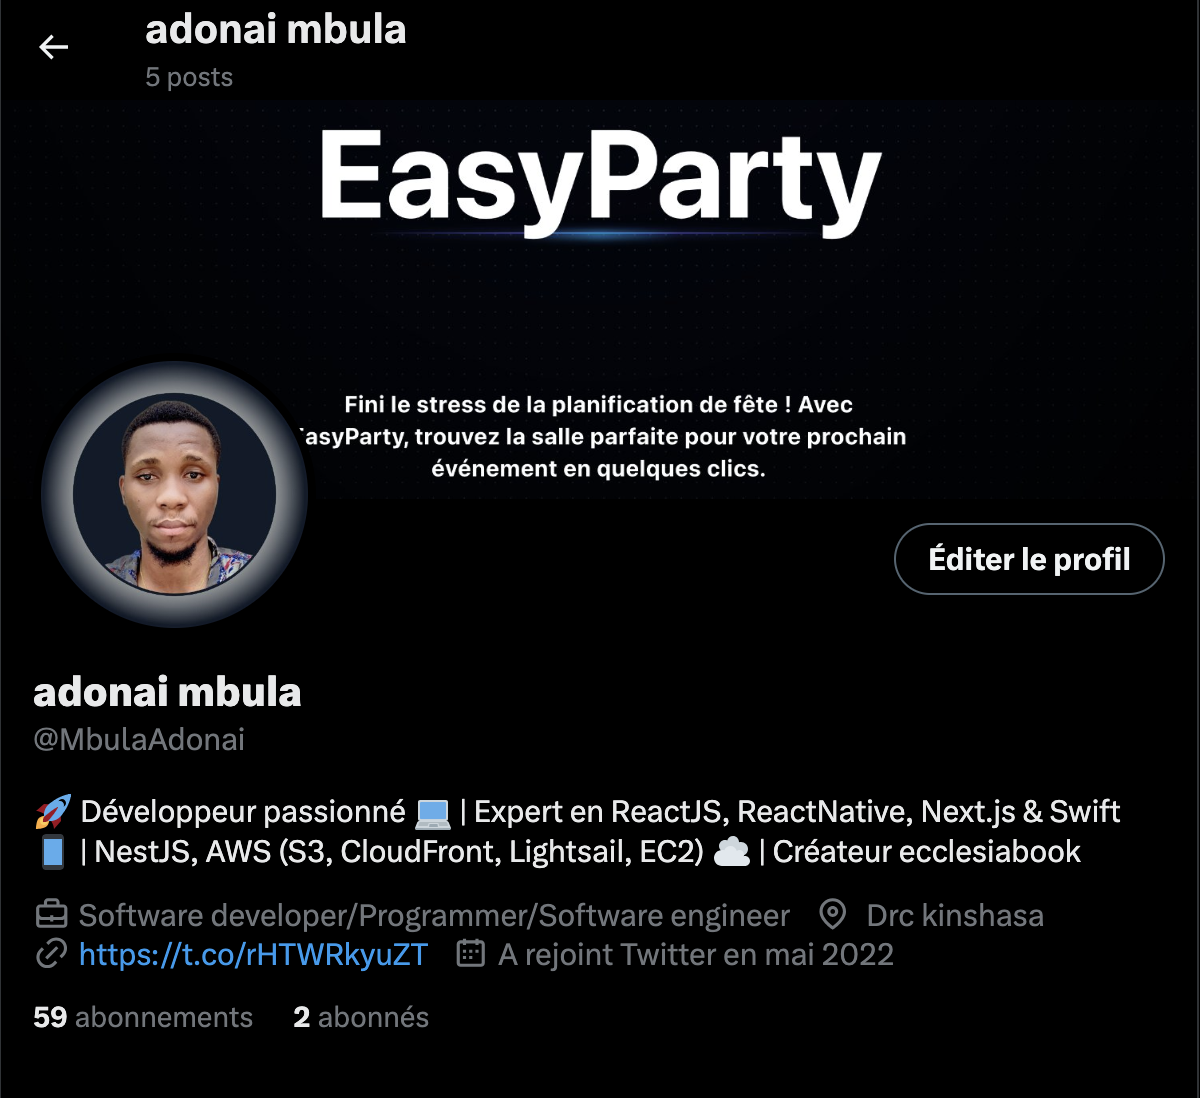 adonai mbula
5 posts
EasyParty
Fini le stress de la planification de fête ! Avec
asyParty, trouvez la salle parfaite pour votre prochain
événement en quelques clics.
Éditer le profil
adonai mbula
@MbulaAdonai
🚀 Développeur passionné 💻 | Expert en ReactJS, ReactNative, Next.js & Swift
📱 | NestJS, AWS (S3, CloudFront, Lightsail, EC2) ☁️ | Créateur ecclesiabook
Software developer/Programmer/Software engineer Drc kinshasa
https://t.co/rHTWRkyuZT A rejoint Twitter en mai 2022
59 abonnements 2 abonnés